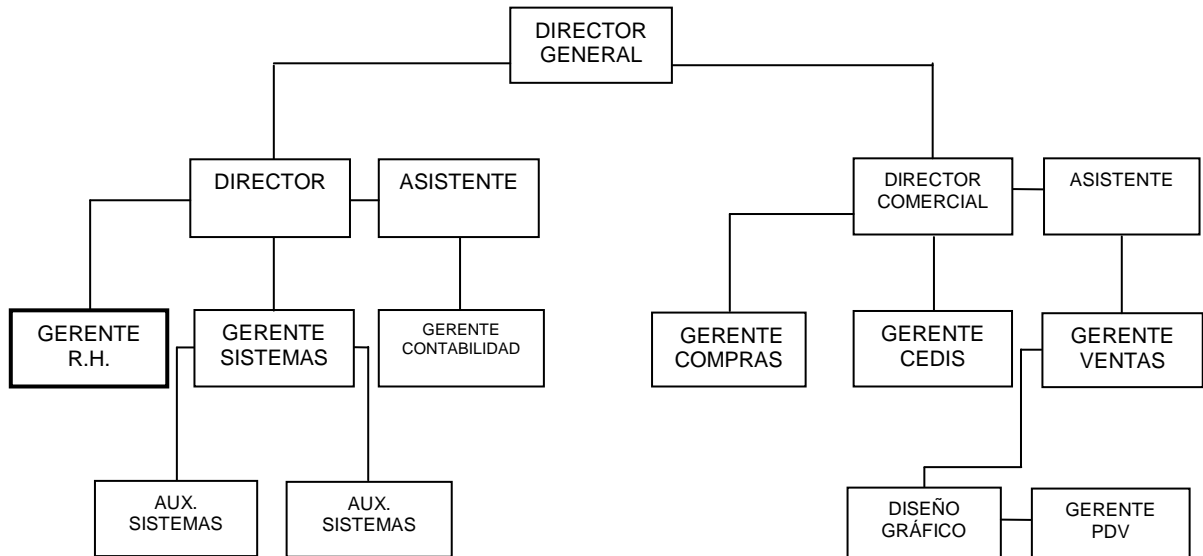 DIRECTOR
GENERAL
DIRECTOR
ASISTENTE
DIRECTOR
COMERCIAL
ASISTENTE
GERENTE
R.H.
GERENTE
SISTEMAS
GERENTE
CONTABILIDAD
GERENTE
COMPRAS
GERENTE
CEDIS
GERENTE
VENTAS
AUX.
SISTEMAS
AUX.
SISTEMAS
DISEÑO
GRÁFICO
GERENTE
PDV